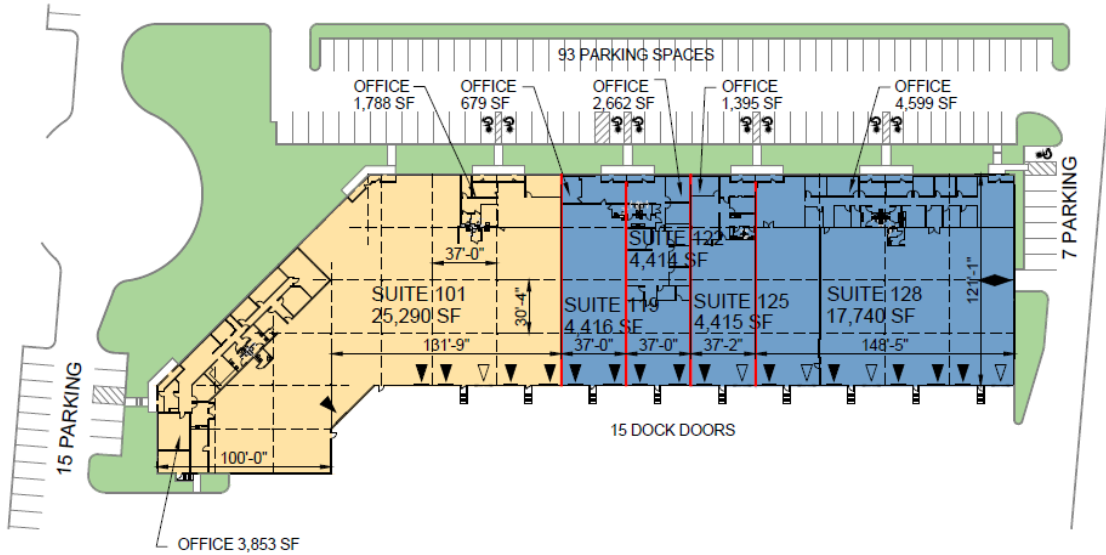 93 PARKING SPACES
OFFICE
1,788 SF
OFFICE
679 SF
OFFICE
2,662 SF
OFFICE
1,395 SF
OFFICE
4,599 SF
7 PARKING
SUITE 122
4,414 SF
37'-0"
121'-1"
SUITE 101
25,290 SF
30'-4"
SUITE 119
4,416 SF
SUITE 125
4,415 SF
SUITE 128
17,740 SF
131'-9"
37'-0"
37'-0"
37'-2"
148'-5"
15 PARKING
15 DOCK DOORS
100'-0"
OFFICE 3,853 SF